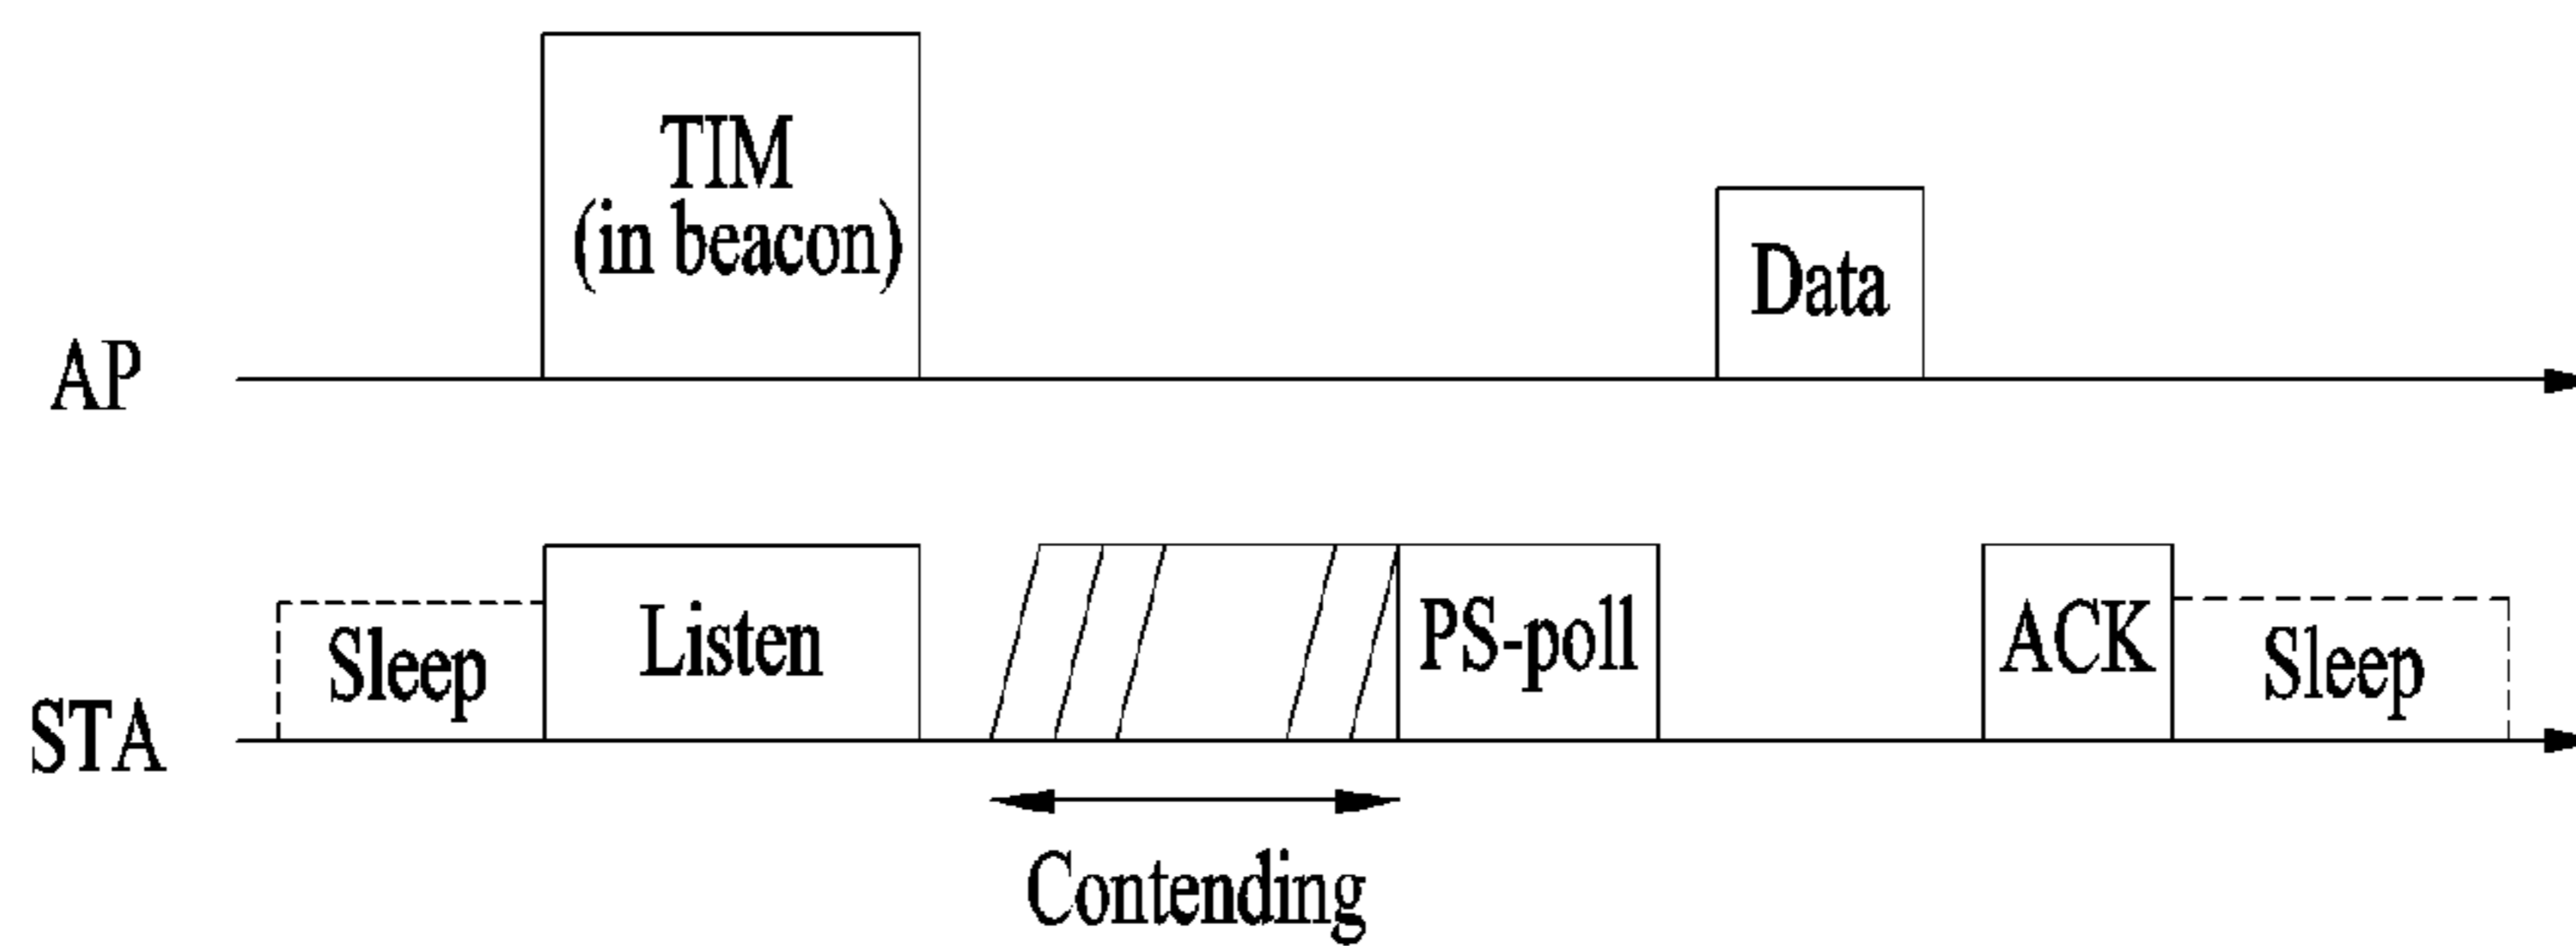 TIM
(in beacon)
Data
AP
Sleep
Listen
PS-poll
ACK
Sleep
STA
Contending